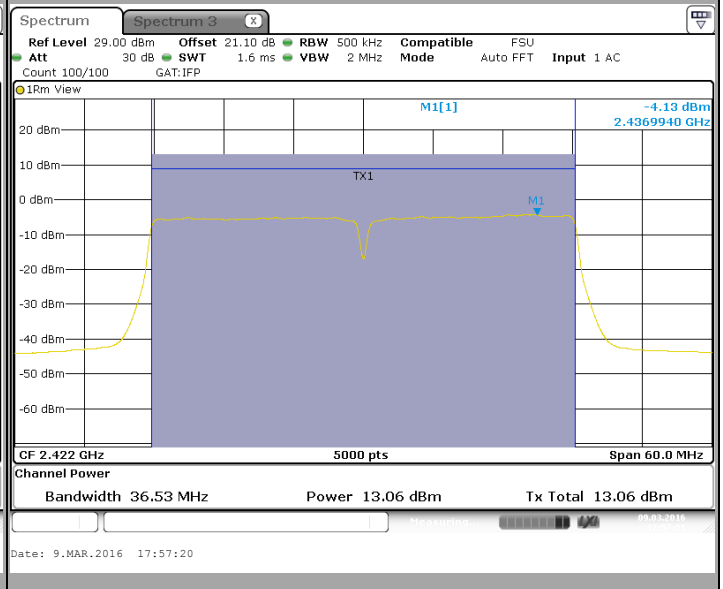 Spectrum
Spectrum 3
X
Ref Level 29.00 dBm Offset 21.10 dB RBW 500 kHz Compatible FSU
Att 30 dB SWT 1.6 ms VBW 2 MHz Mode Auto FFT Input 1 AC
Count 100/100 GAT:IFP
1Rm View
M1[1] -4.13 dBm
2.4369940 GHz
20 dBm
10 dBm
TX1
0 dBm
M1
-10 dBm
-20 dBm
-30 dBm
-40 dBm
-50 dBm
-60 dBm
CF 2.422 GHz 5000 pts Span 60.0 MHz
Channel Power
Bandwidth 36.53 MHz Power 13.06 dBm Tx Total 13.06 dBm
Measuring... 09.03.2016
Date: 9.MAR.2016 17:57:20